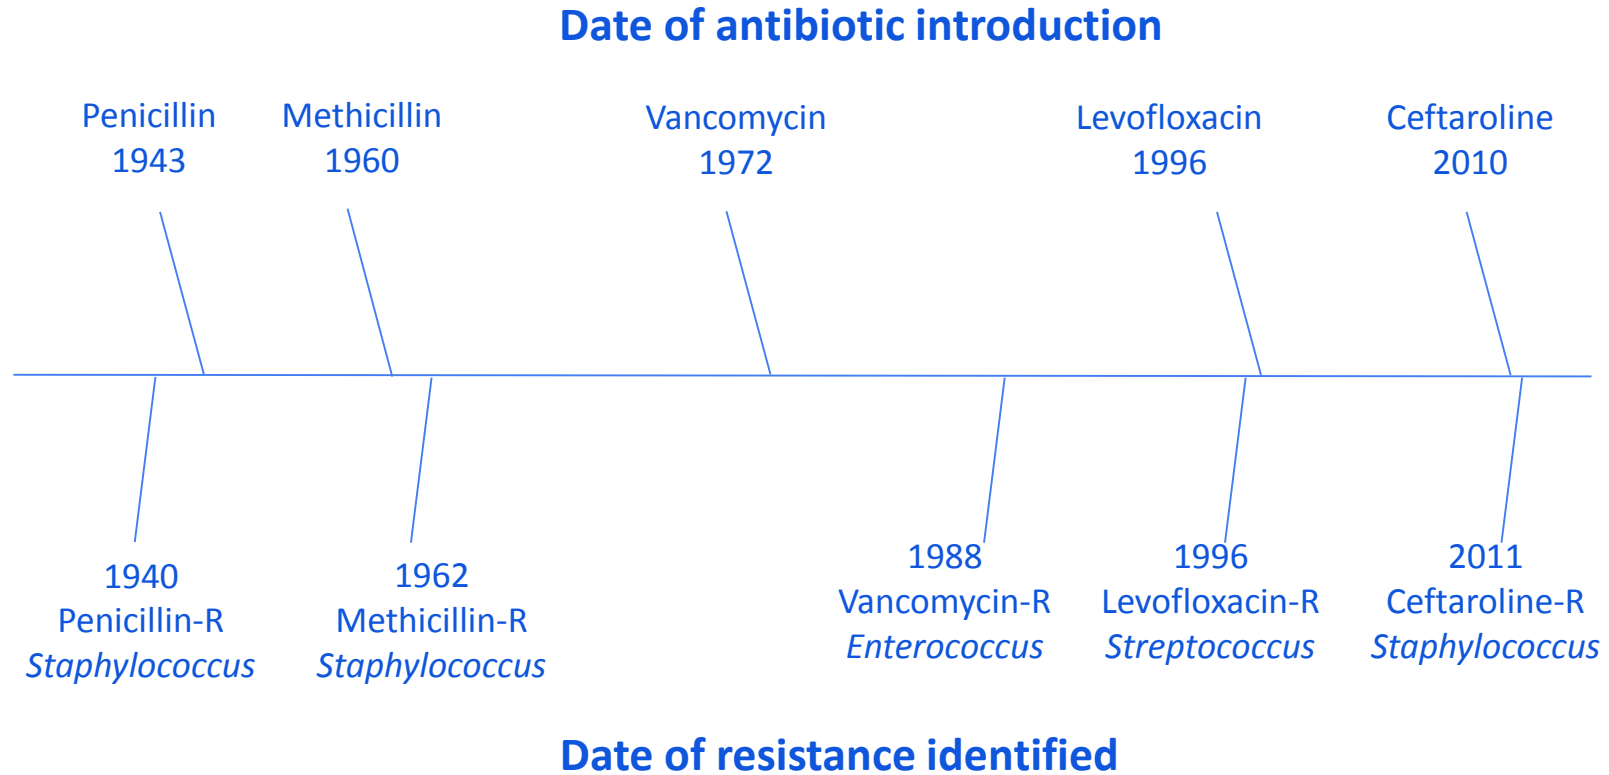 Date of antibiotic introduction
Penicillin
1943
Methicillin
1960
Vancomycin
1972
Levofloxacin
1996
Ceftaroline
2010
1940
Penicillin-R
Staphylococcus
1962
Methicillin-R
Staphylococcus
1988
Vancomycin-R
Enterococcus
1996
Levofloxacin-R
Streptococcus
2011
Ceftaroline-R
Staphylococcus
Date of resistance identified